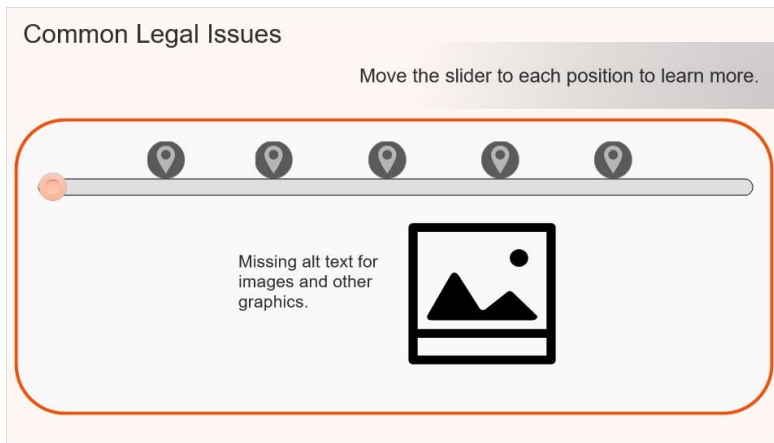 Common Legal Issues
Move the slider to each position to learn more.
Missing alt text for
images and other
graphics.